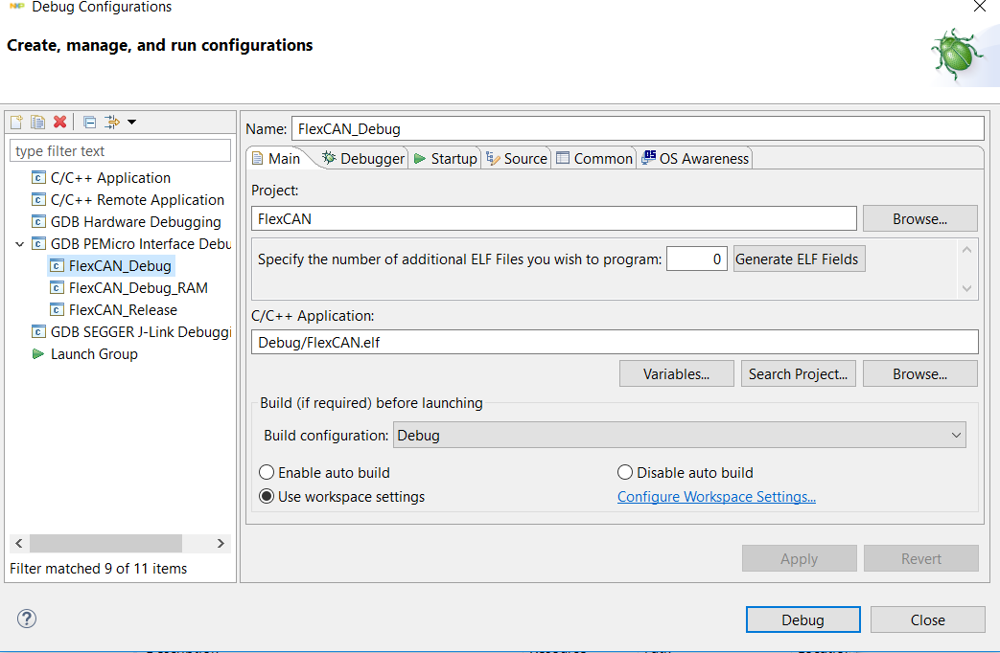 Debug Configurations
Create, manage, and run configurations
type filter text
C/C++ Application
C/C++ Remote Application
GDB Hardware Debugging
GDB PEMicro Interface Debu
FlexCAN_Debug
FlexCAN_Debug_RAM
FlexCAN_Release
GDB SEGGER J-Link Debuggi
Launch Group
Filter matched 9 of 11 items
Name: FlexCAN_Debug
Main Debugger Startup Source Common OS Awareness
Project:
FlexCAN Browse...
Specify the number of additional ELF Files you wish to program: 0 Generate ELF Fields
C/C++ Application:
Debug/FlexCAN.elf
Variables... Search Project... Browse...
Build (if required) before launching
Build configuration: Debug
Enable auto build Disable auto build
Use workspace settings Configure Workspace Settings...
Apply Revert
Debug Close